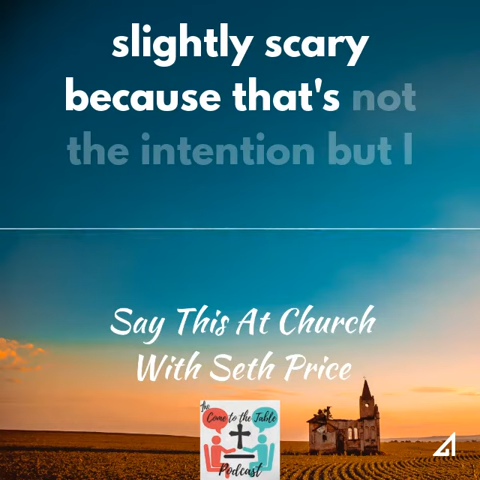 slightly scary
because that's not
the intention but I
Say This At Church
With Seth Price
The
Come to the Table
Podcast